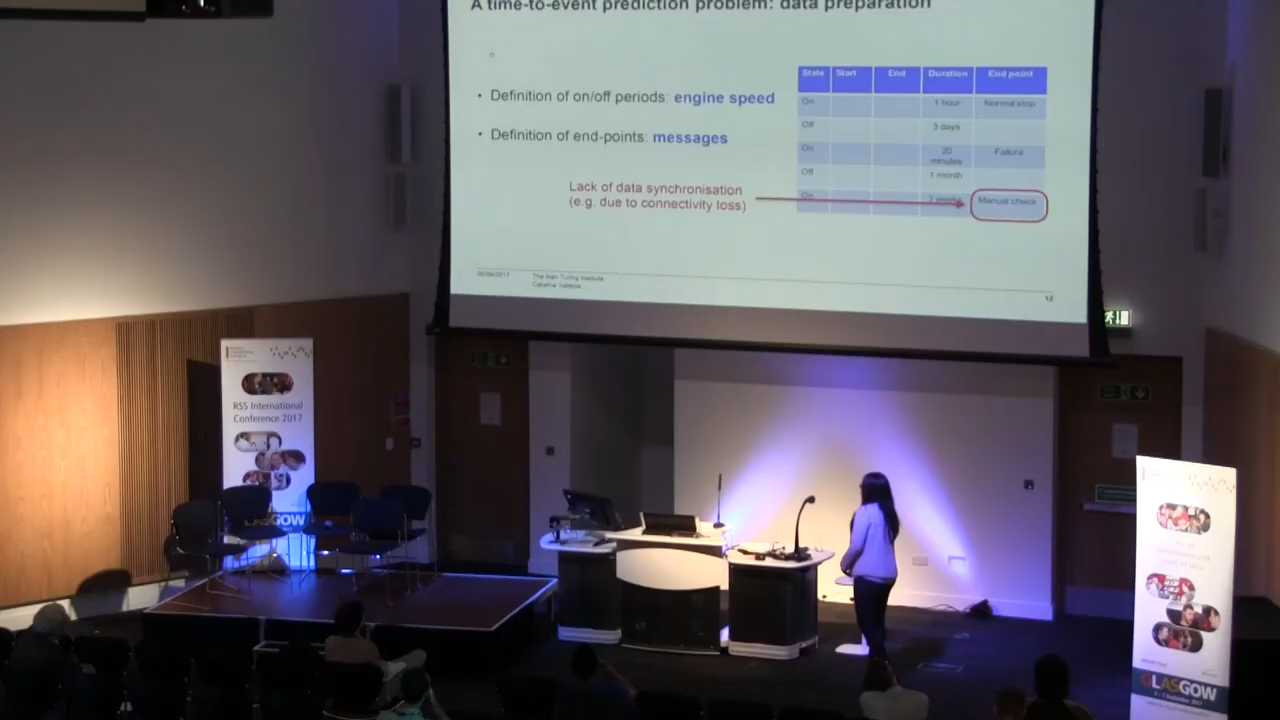 A time-to-event prediction problem: data preparation
• Definition of on/off periods: engine speed
• Definition of end-points: messages
Lack of data synchronisation
(e.g. due to connectivity loss)
State Start End Duration End point
On 1 hour Normal stop
Off 3 days
On 20 minutes Failure
Off 1 month
On Manual check
The Alan Turing Institute
Catalina Vallejos
12
RSS International
Conference 2017
GLASGOW
GLASGOW